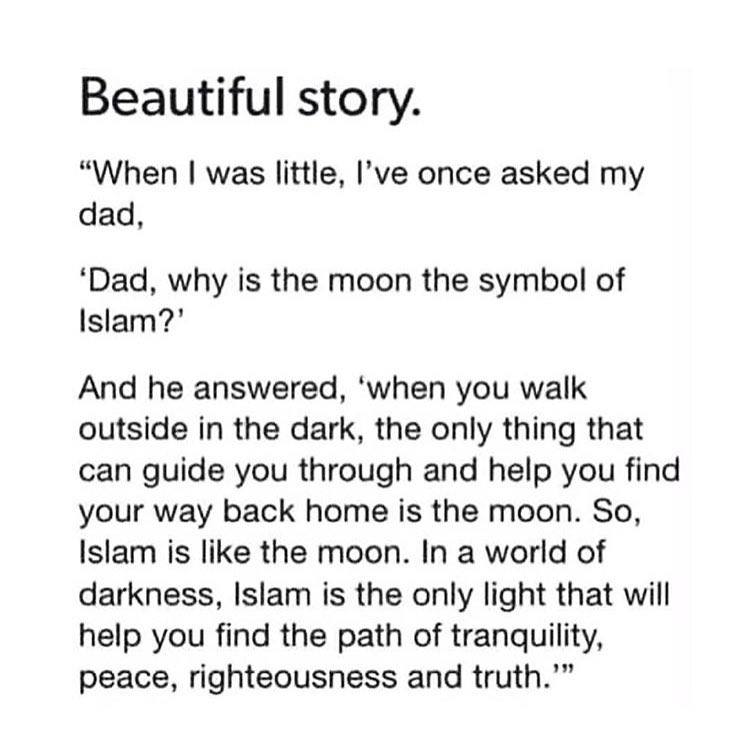 Beautiful story.
“When I was little, I’ve once asked my
dad,
‘Dad, why is the moon the symbol of
Islam?’
And he answered, ‘when you walk
outside in the dark, the only thing that
can guide you through and help you find
your way back home is the moon. So,
Islam is like the moon. In a world of
darkness, Islam is the only light that will
help you find the path of tranquility,
peace, righteousness and truth.’”